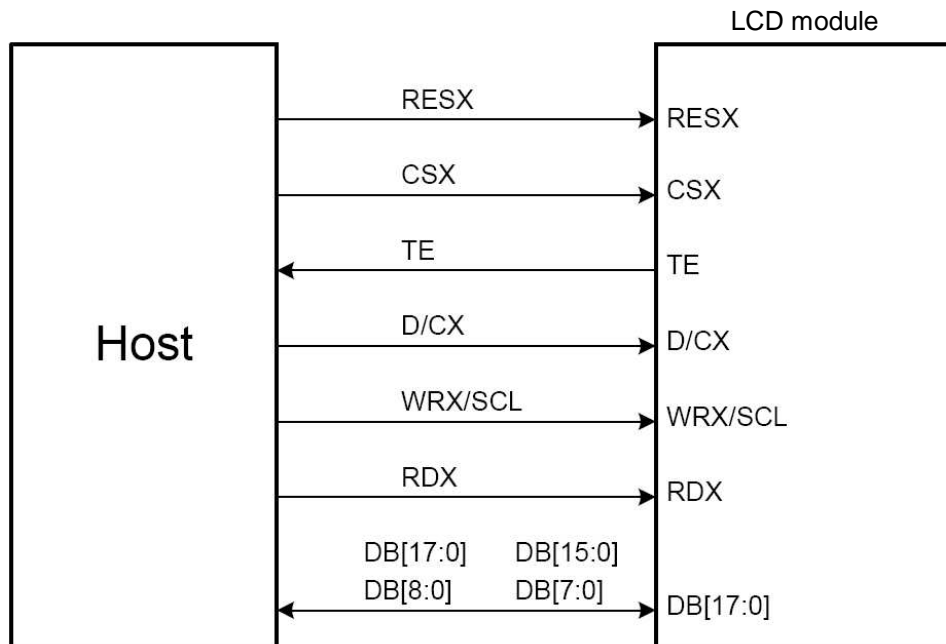 LCD module
RESX
RESX
CSX
CSX
TE
TE
D/CX
Host
D/CX
WRX/SCL
WRX/SCL
RDX
RDX
DB[17:0] DB[15:0]
DB[8:0] DB[7:0]
DB[17:0]